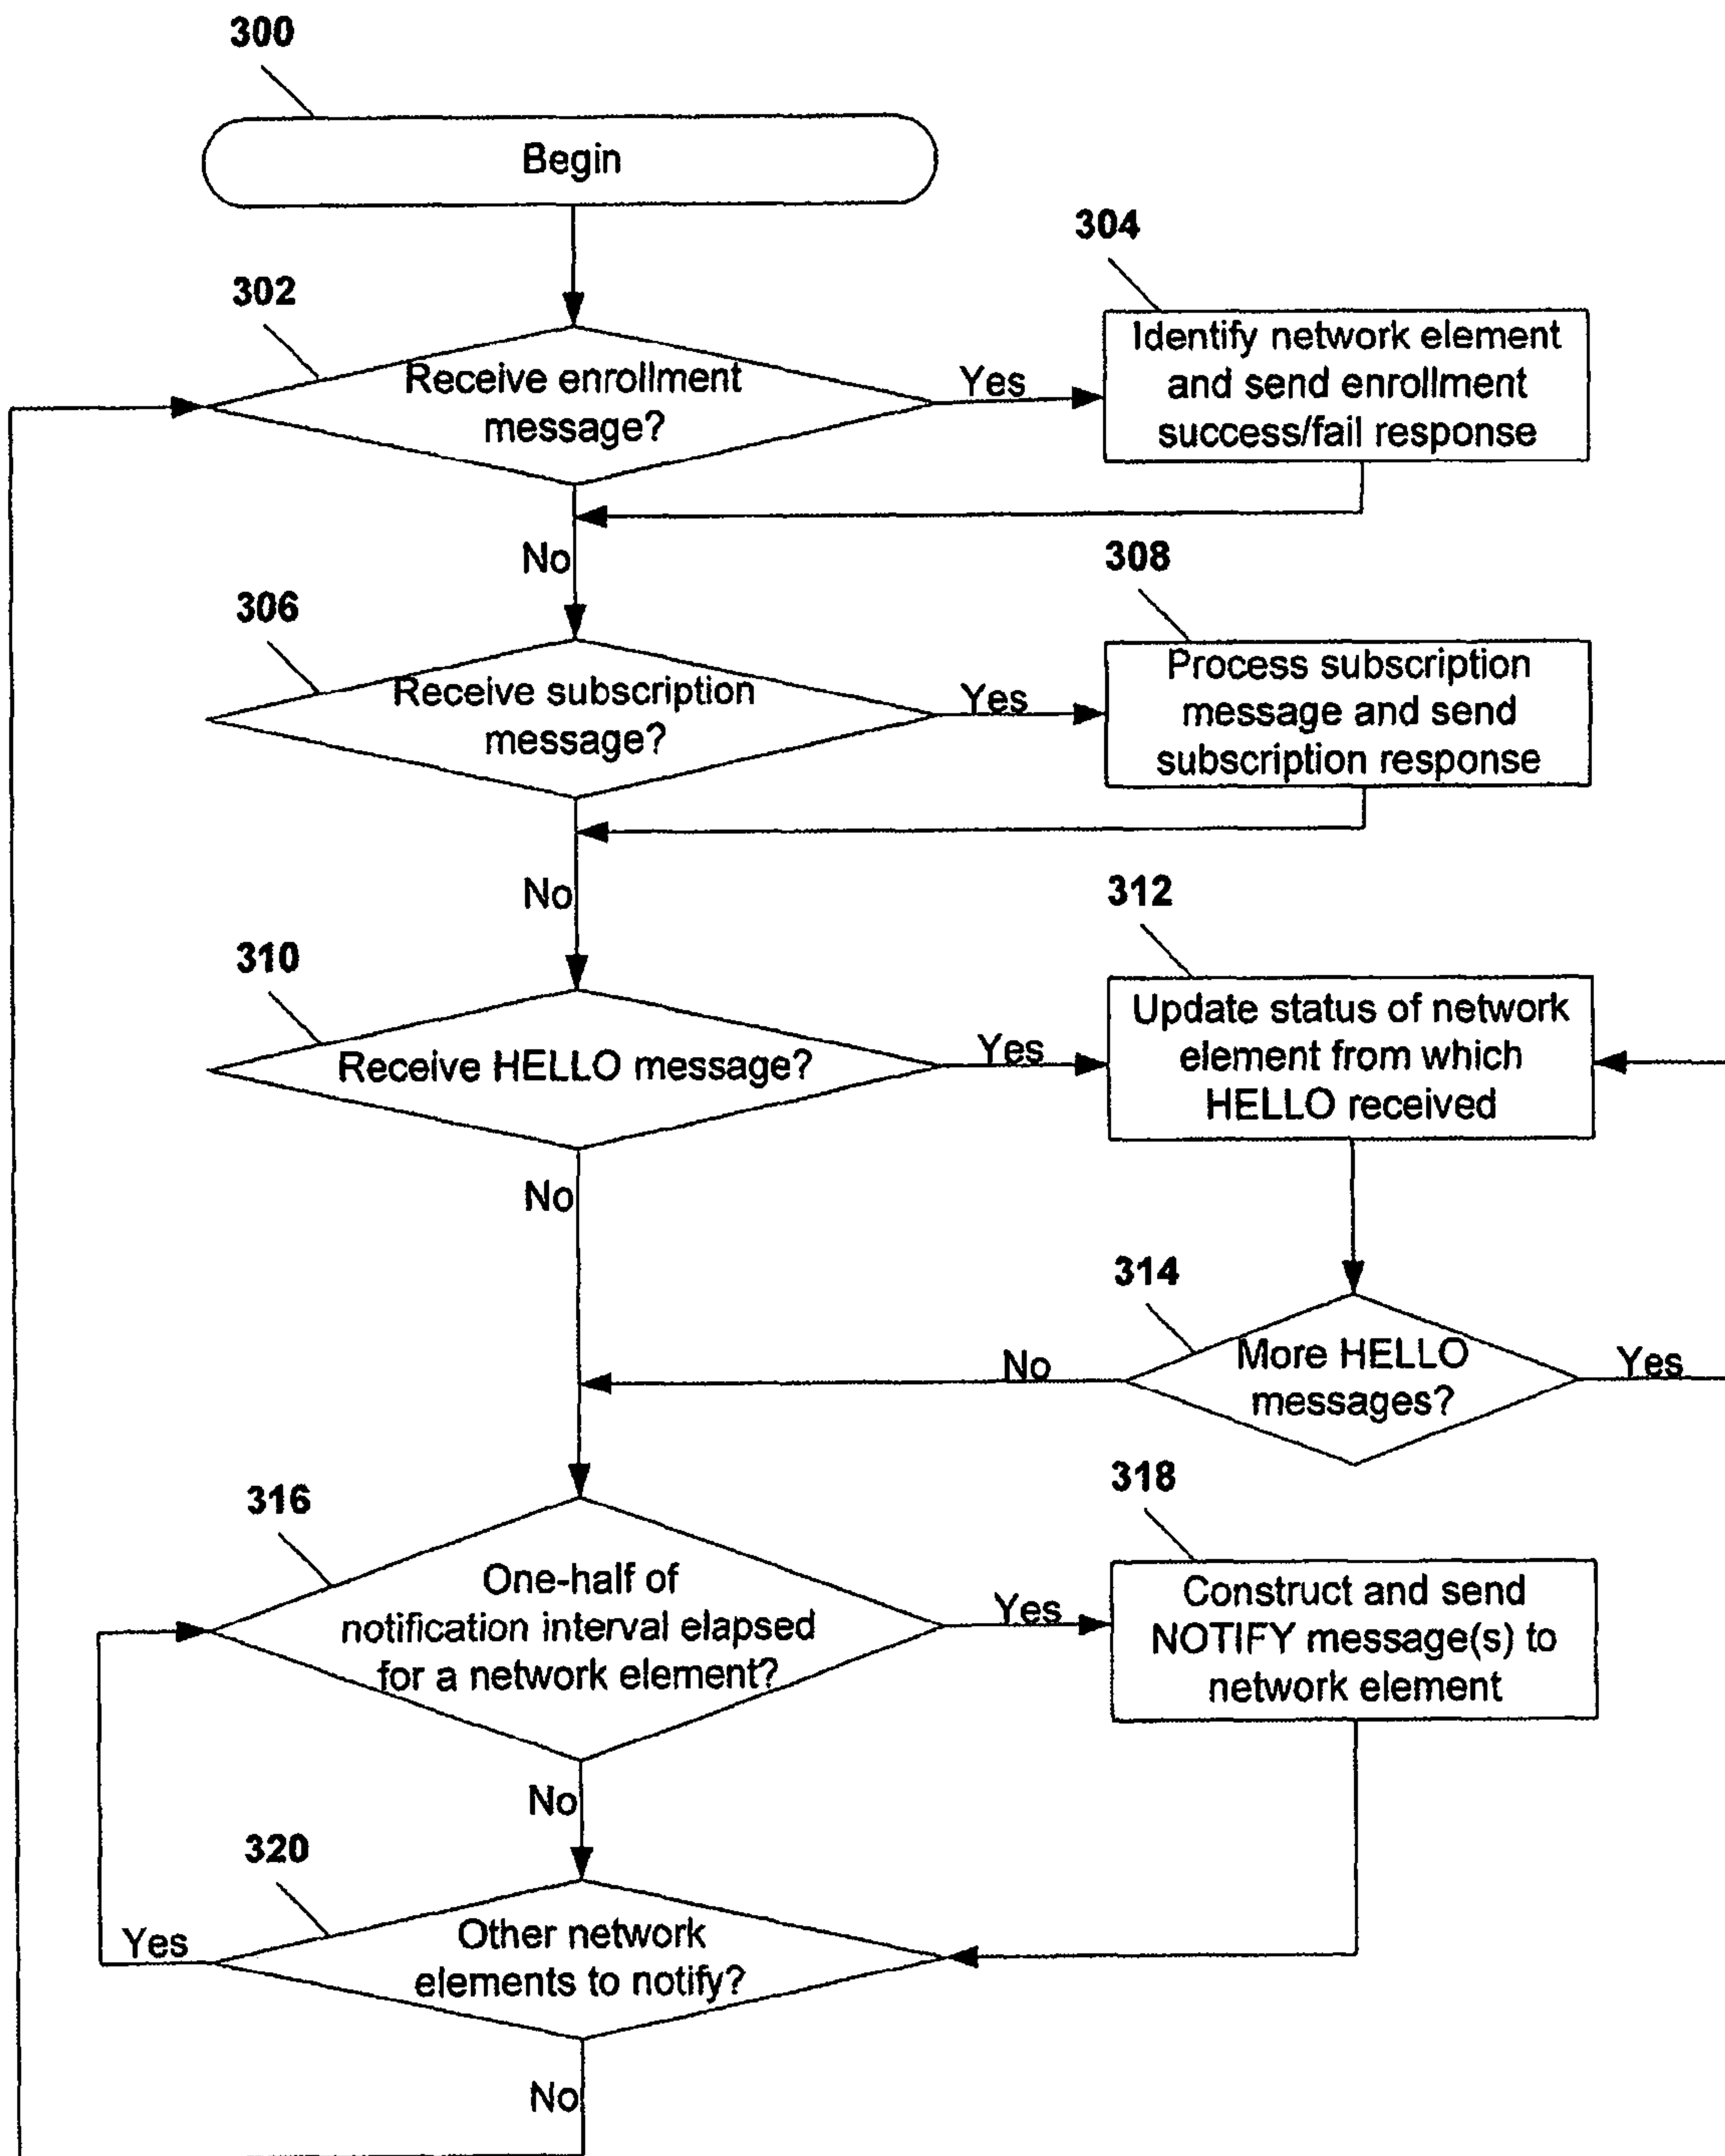 300
Begin
302
Receive enrollment
message?
Yes
304
Identify network element
and send enrollment
success/fail response
No
306
Receive subscription
message?
Yes
308
Process subscription
message and send
subscription response
No
310
Receive HELLO message?
Yes
312
Update status of network
element from which
HELLO received
No
314
More HELLO
messages?
No
Yes
316
One-half of
notification interval elapsed
for a network element?
Yes
318
Construct and send
NOTIFY message(s) to
network element
No
320
Other network
elements to notify?
Yes
No